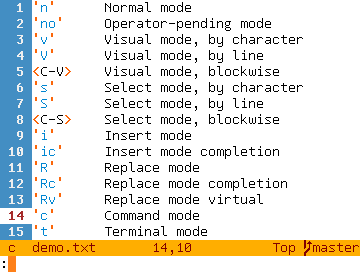 1 'n' Normal mode
2 'no' Operator-pending mode
3 'v' Visual mode, by character
4 'V' Visual mode, by line
5 <C-V> Visual mode, blockwise
6 's' Select mode, by character
7 'S' Select mode, by line
8 <C-S> Select mode, blockwise
9 'i' Insert mode
10 'ic' Insert mode completion
11 'R' Replace mode
12 'Rc' Replace mode completion
13 'Rv' Replace mode virtual
14 'c' Command mode
15 't' Terminal mode
c demo.txt 14,10 Top master
: